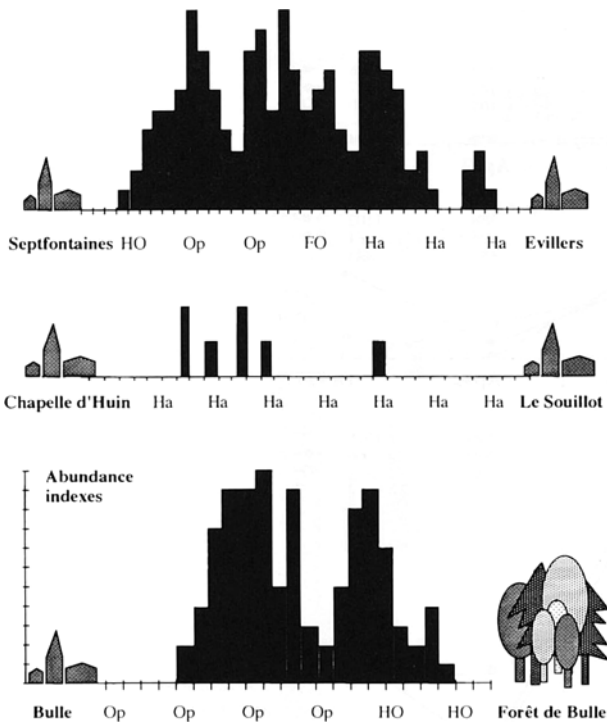 Septfontaines HO Op Op FO Ha Ha Ha Evillers
Chapelle d'Huin Ha Ha Ha Ha Ha Ha Ha Le Souillot
Abundance
indexes
Bulle Op Op Op Op HO HO Forêt de Bulle